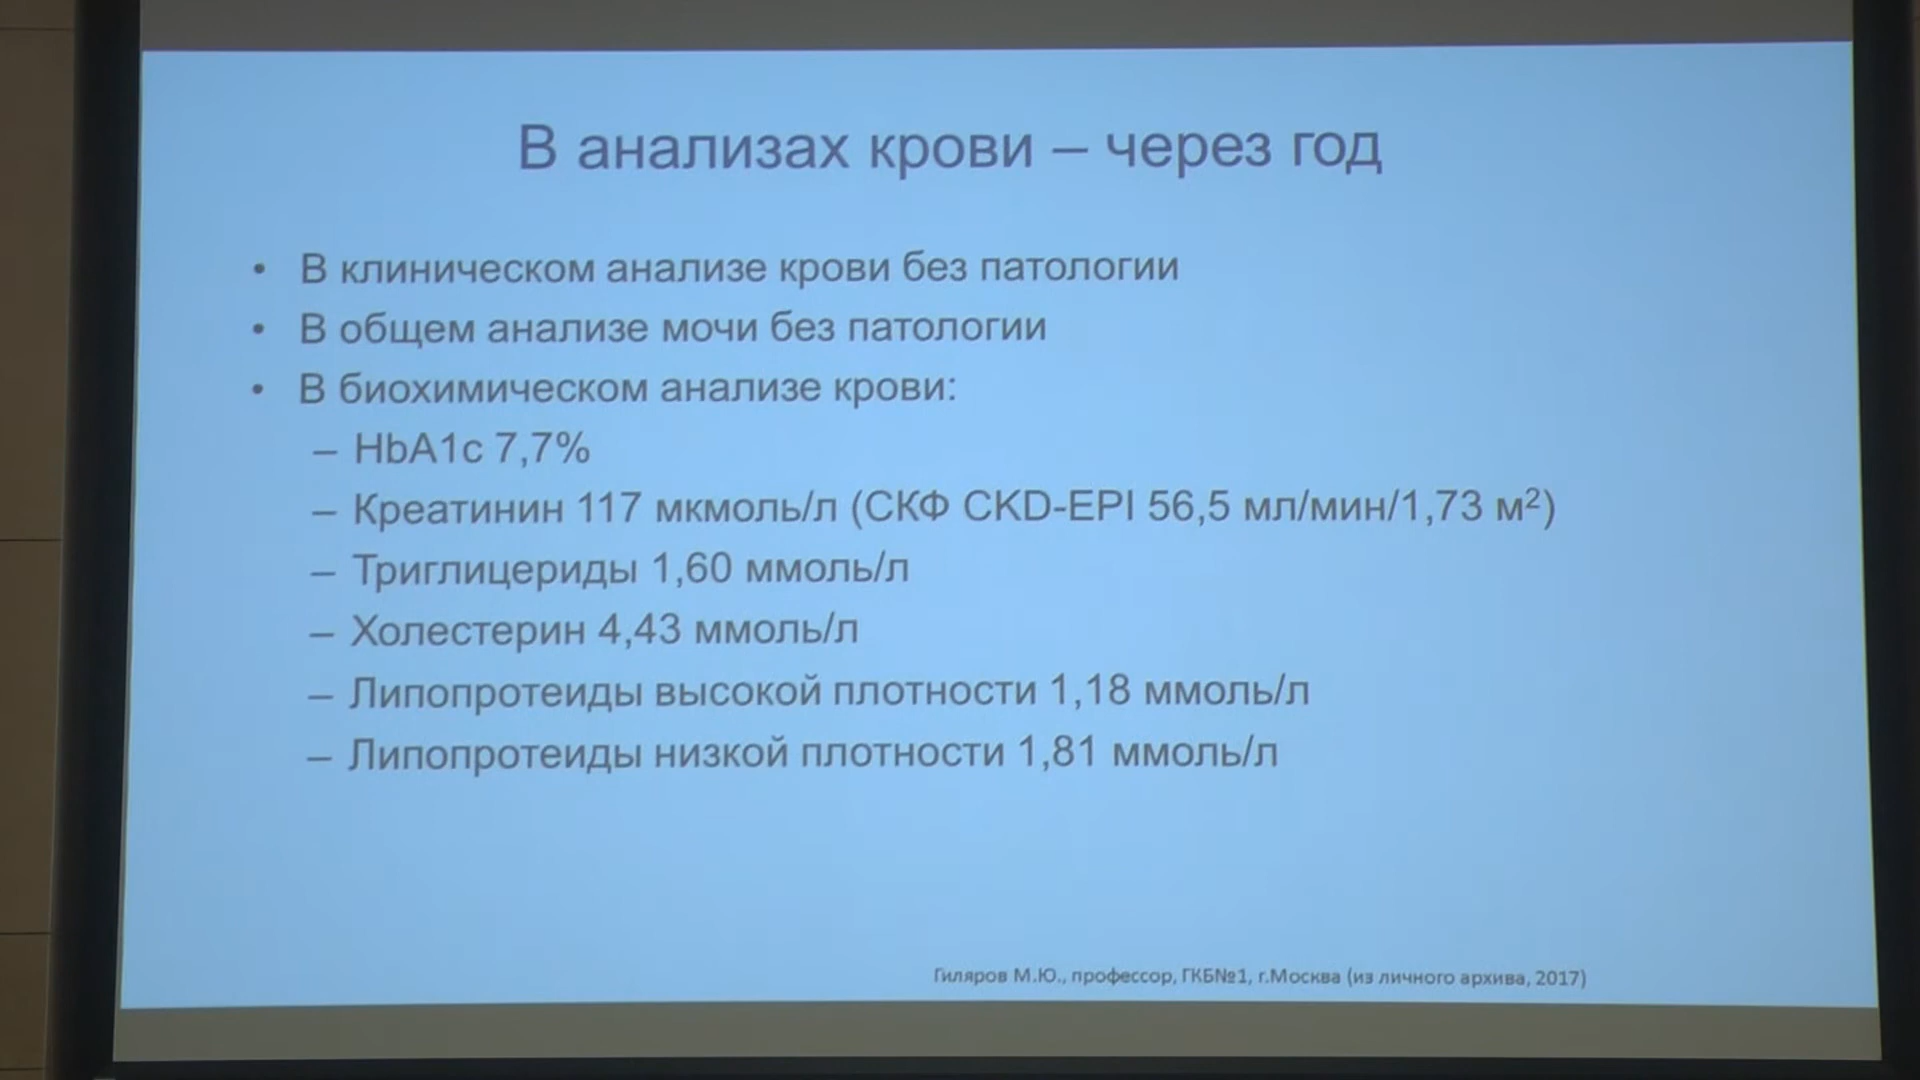 В анализах крови – через год
• В клиническом анализе крови без патологии
• В общем анализе мочи без патологии
• В биохимическом анализе крови:
– HbA1c 7,7%
– Креатинин 117 мкмоль/л (СКФ CKD-EPI 56,5 мл/мин/1,73 м²)
– Триглицериды 1,60 ммоль/л
– Холестерин 4,43 ммоль/л
– Липопротеиды высокой плотности 1,18 ммоль/л
– Липопротеиды низкой плотности 1,81 ммоль/л
Гиляров М.Ю., профессор, ГКБ№1, г.Москва (из личного архива, 2017)